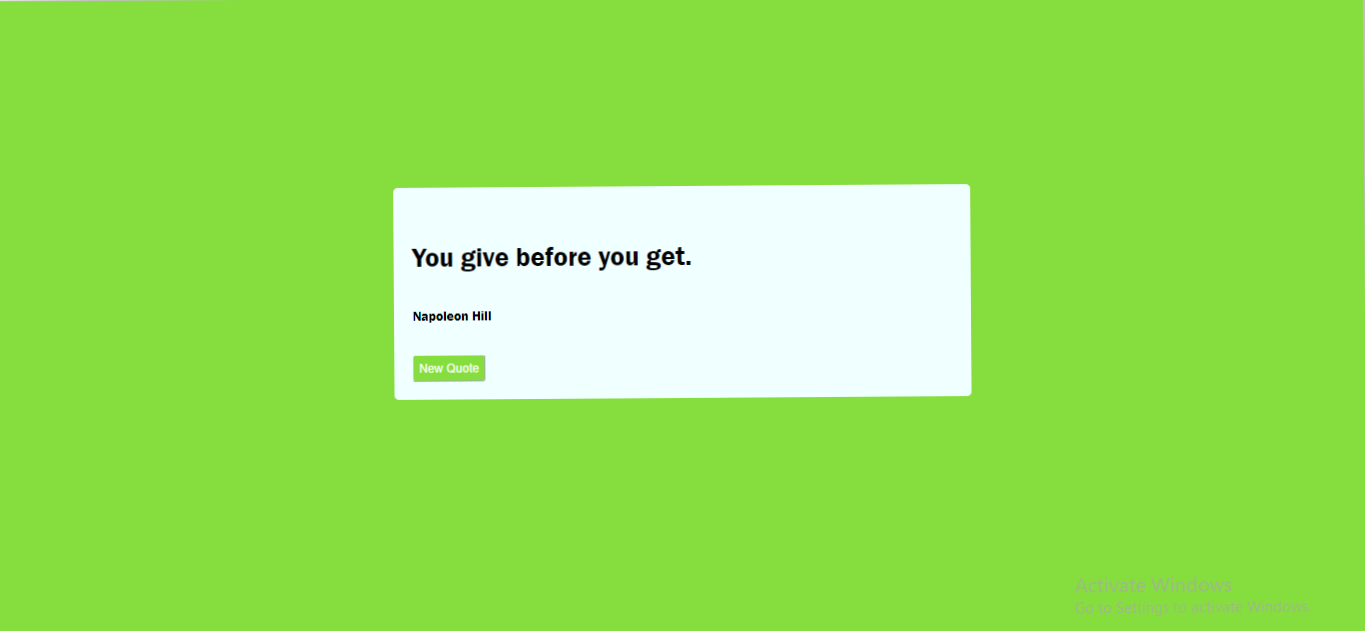 You give before you get.
Napoleon Hill
New Quote
Activate Windows
Go to Settings to activate Windows.